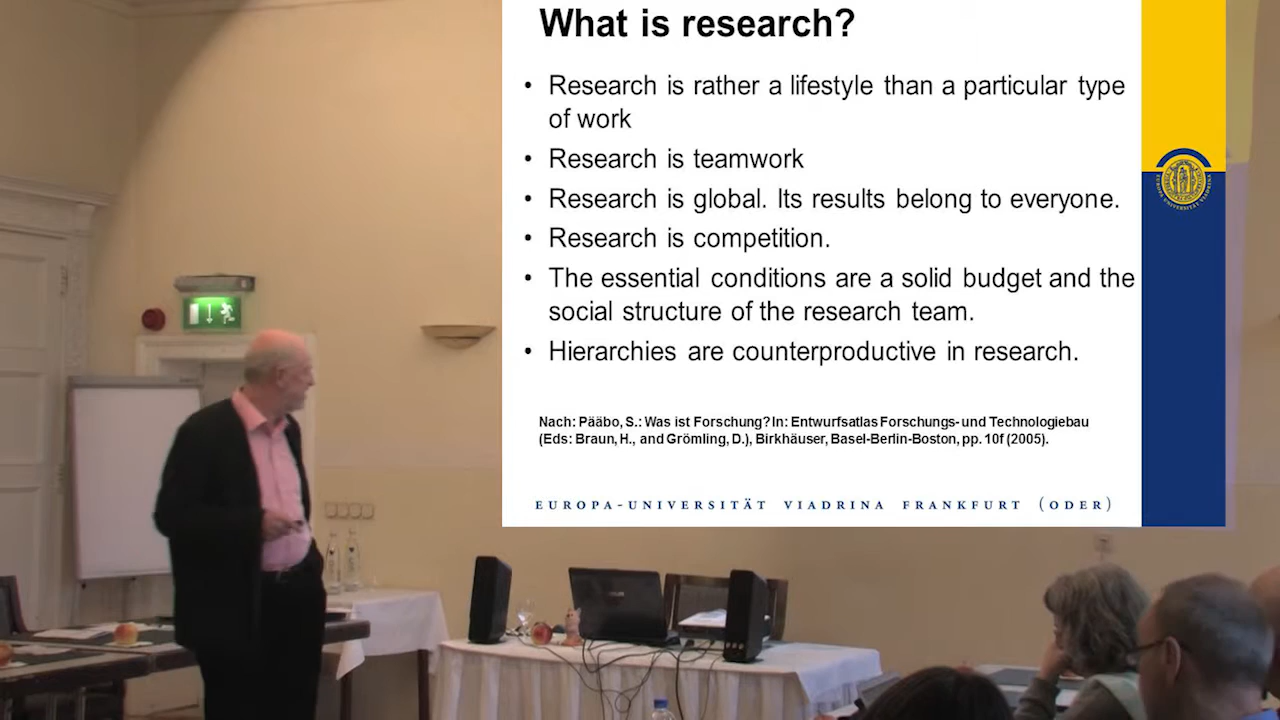 What is research?
• Research is rather a lifestyle than a particular type
of work
• Research is teamwork
• Research is global. Its results belong to everyone.
• Research is competition.
• The essential conditions are a solid budget and the
social structure of the research team.
• Hierarchies are counterproductive in research.
Nach: Pääbo, S.: Was ist Forschung? In: Entwurfsatlas Forschungs- und Technologiebau
(Eds: Braun, H., and Grömling, D.), Birkhäuser, Basel-Berlin-Boston, pp. 10f (2005).
EUROPA-UNIVERSITÄT VIADRINA FRANKFURT (ODER)
EUROPA UNIVERSITÄT VIADRINA